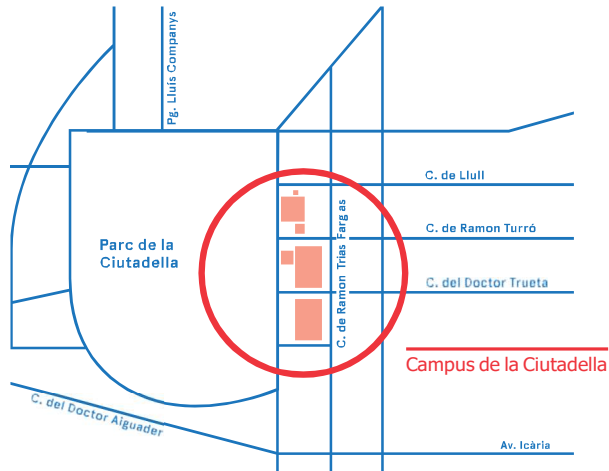 Pg. Lluís Companys
C. de Llull
C. de Ramon Turró
Parc de la
Ciutadella
C. de Ramon Trias Fargas
C. del Doctor Trueta
Campus de la Ciutadella
C. del Doctor Aiguader
Av. Icària